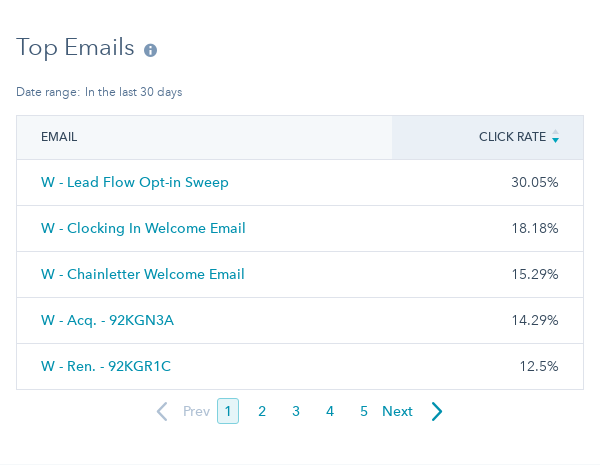 Top Emails
Date range: In the last 30 days
EMAIL CLICK RATE
W - Lead Flow Opt-in Sweep 30.05%
W - Clocking In Welcome Email 18.18%
W - Chainletter Welcome Email 15.29%
W - Acq. - 92KGN3A 14.29%
W - Ren. - 92KGR1C 12.5%
Prev 1 2 3 4 5 Next